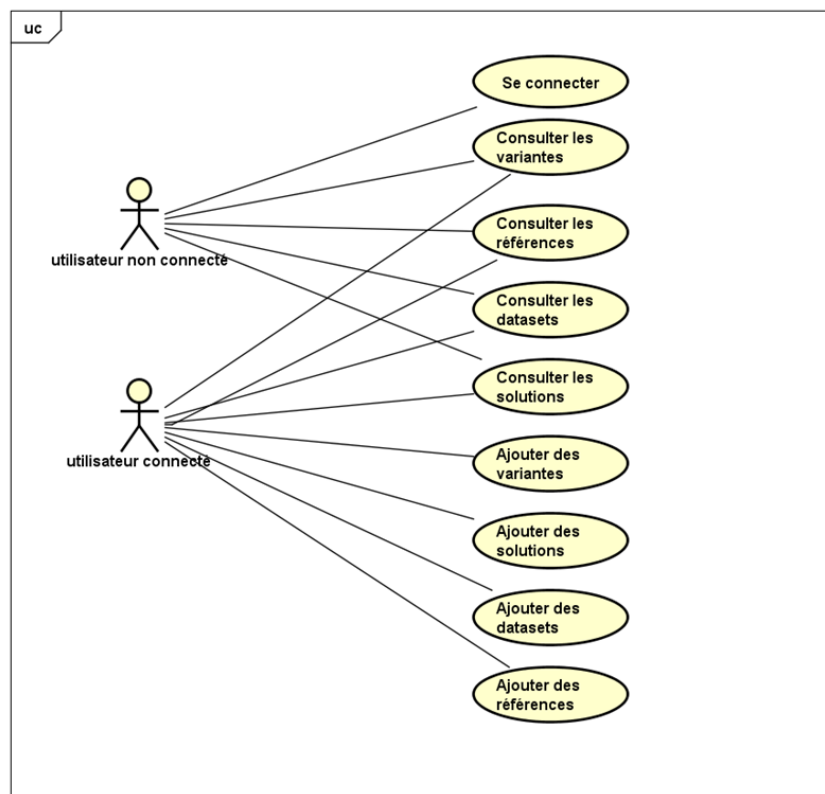 uc
Se connecter
Consulter les
variantes
Consulter les
références
utilisateur non connecté
Consulter les
datasets
Consulter les
solutions
utilisateur connecté
Ajouter des
variantes
Ajouter des
solutions
Ajouter des
datasets
Ajouter des
références